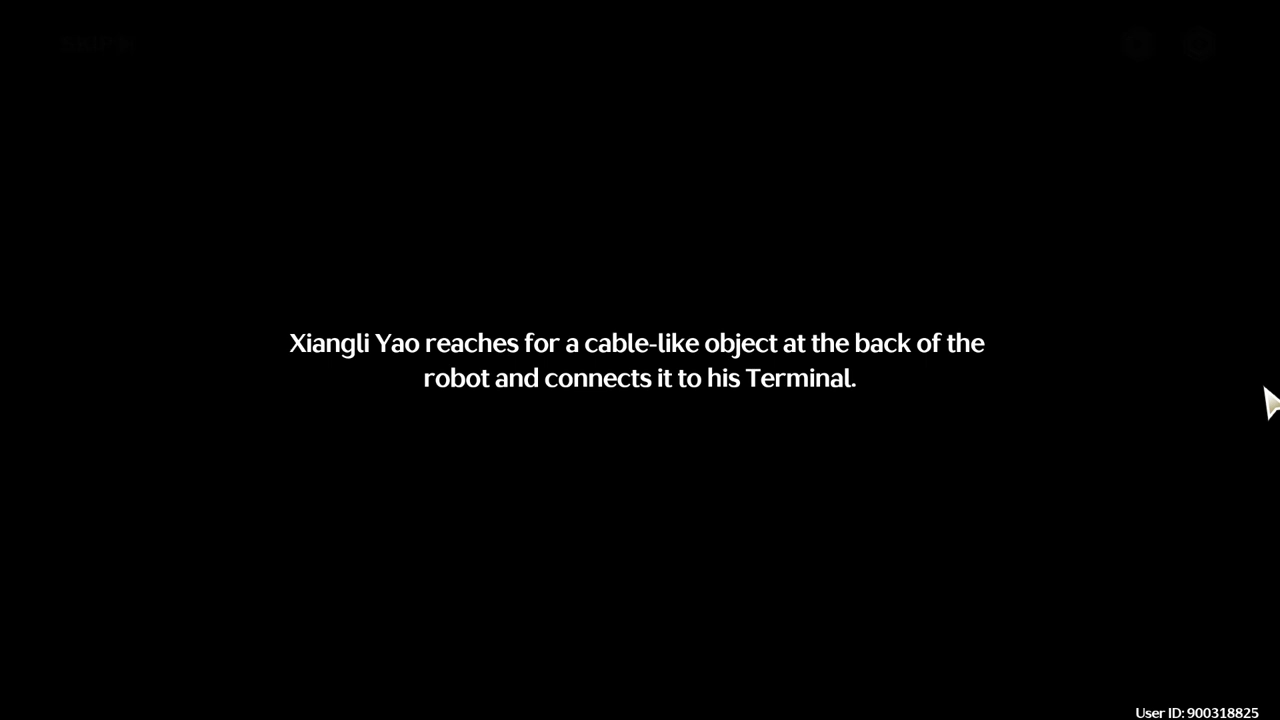 Xiangli Yao reaches for a cable-like object at the back of the
robot and connects it to his Terminal.
User ID: 900318825